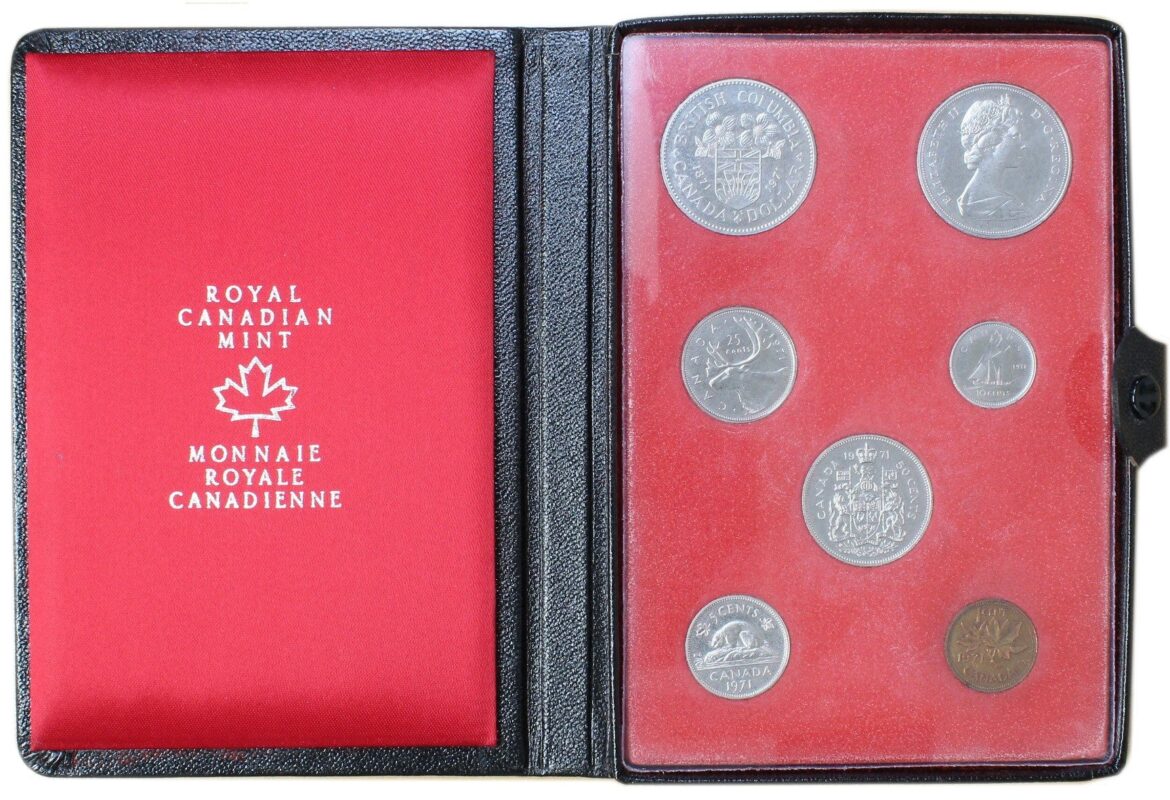 ROYAL
CANADIAN
MINT
MONNAIE
ROYALE
CANADIENNE
BRITISH COLUMBIA
1871 1971
CANADA DOLLAR
ELIZABETH II D·G·REGINA
CANADA 1971
25
cents
CANADA
1971
10 CENTS
1971
CANADA 50 CENTS
5 CENTS
CANADA
1971
1971
CANADA